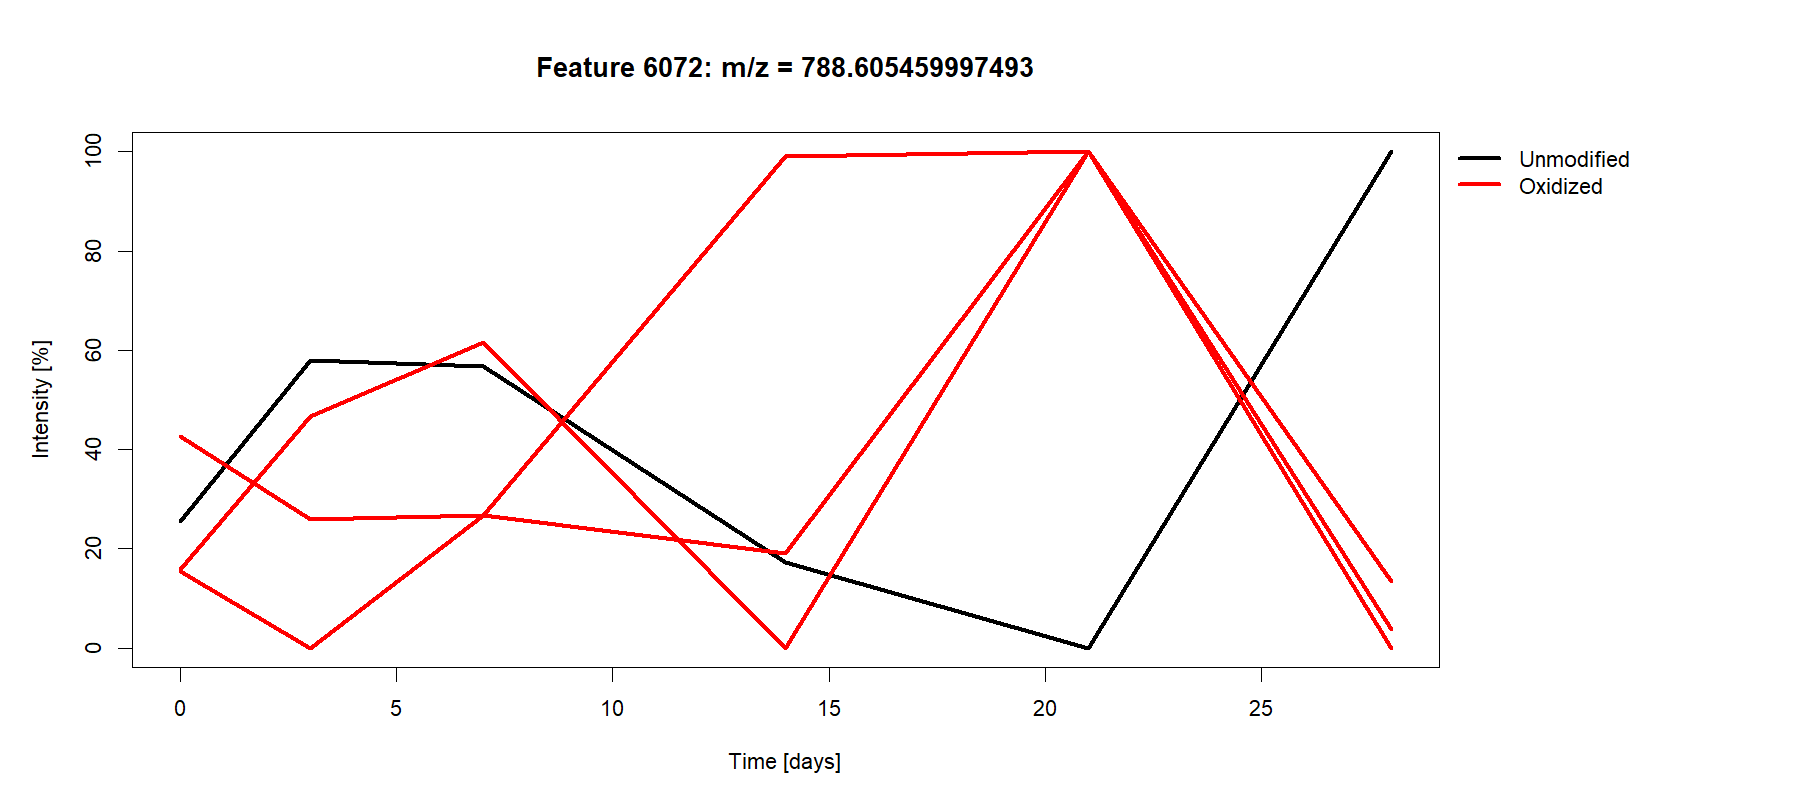 Feature 6072: m/z = 788.605459997493
Unmodified
Oxidized
Intensity [%]
100
80
60
40
20
0
0 5 10 15 20 25
Time [days]